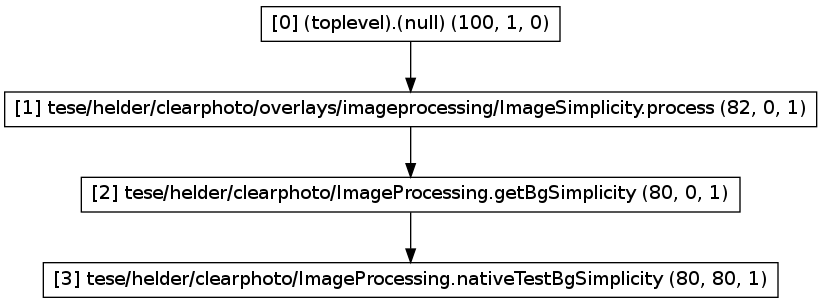 [0] (toplevel).(null) (100, 1, 0)
[1] tese/helder/clearphoto/overlays/imageprocessing/ImageSimplicity.process (82, 0, 1)
[2] tese/helder/clearphoto/ImageProcessing.getBgSimplicity (80, 0, 1)
[3] tese/helder/clearphoto/ImageProcessing.nativeTestBgSimplicity (80, 80, 1)